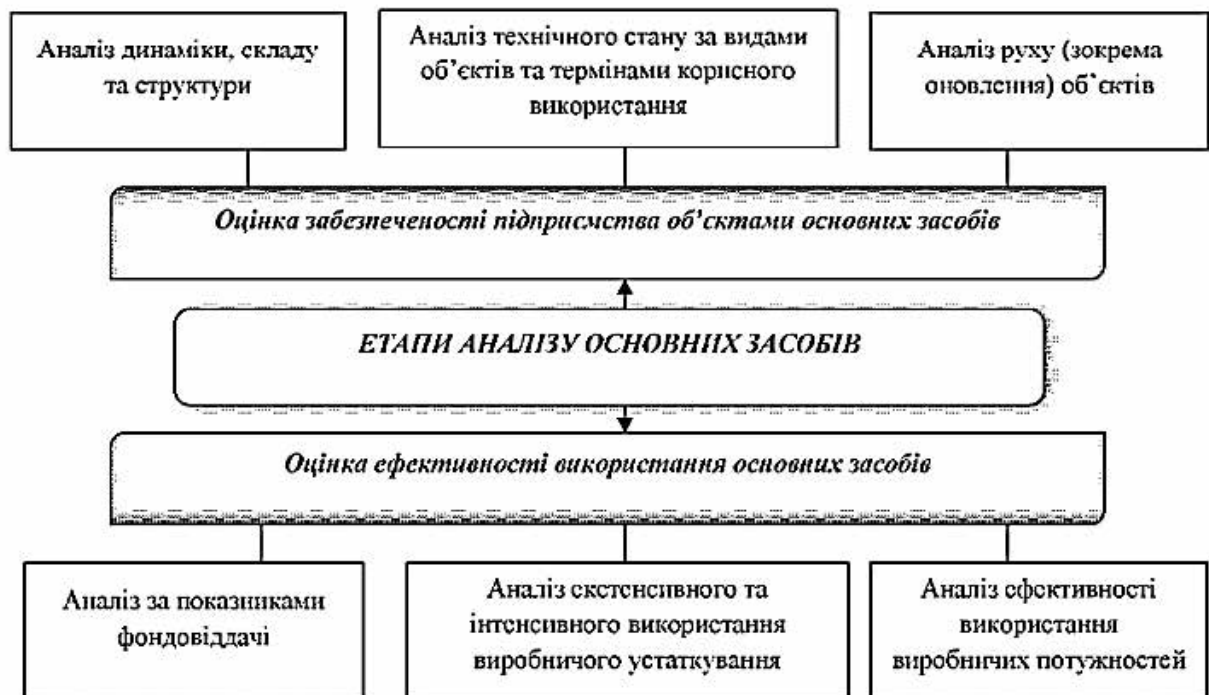 Аналіз динаміки, складу
та структури
Аналіз технічного стану за видами
об’єктів та термінами корисного
використання
Аналіз руху (зокрема
оновлення) об’єктів
Оцінка забезпеченості підприємства об’єктами основних засобів
ЕТАПИ АНАЛІЗУ ОСНОВНИХ ЗАСОБІВ
Оцінка ефективності використання основних засобів
Аналіз за показниками
фондовіддачі
Аналіз екстенсивного та
інтенсивного використання
виробничого устаткування
Аналіз ефективності
використання
виробничих потужностей